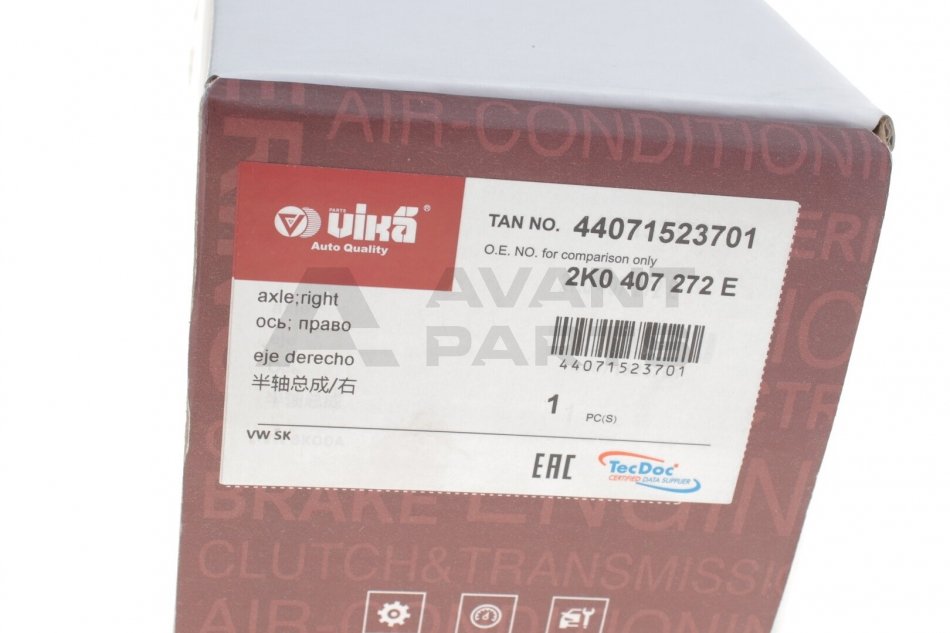 AIR-CONDITIONING
PARTS
vika®
Auto Quality
TAN NO. 44071523701
O.E. NO. for comparison only
2K0 407 272 E
axle;right
ось; право
eje derecho
半轴总成/右
AVANT
PARTS
44071523701
1 PC(S)
VW SK
EAC
TecDoc
CERTIFIED DATA SUPPLIER
BRAKE ENGIN
CLUTCH&TRANSMISSI
AIR-CONDITIONIN